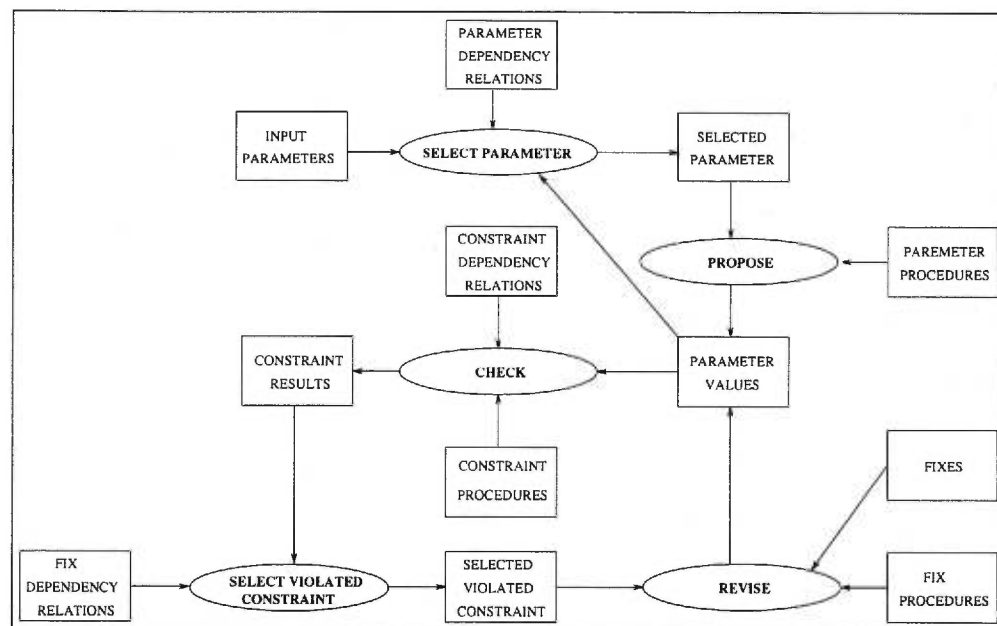 PARAMETER
DEPENDENCY
RELATIONS
INPUT
PARAMETERS
SELECT PARAMETER
SELECTED
PARAMETER
CONSTRAINT
DEPENDENCY
RELATIONS
PROPOSE
PAREMETER
PROCEDURES
CONSTRAINT
RESULTS
CHECK
PARAMETER
VALUES
CONSTRAINT
PROCEDURES
FIXES
FIX
DEPENDENCY
RELATIONS
SELECT VIOLATED
CONSTRAINT
SELECTED
VIOLATED
CONSTRAINT
REVISE
FIX
PROCEDURES